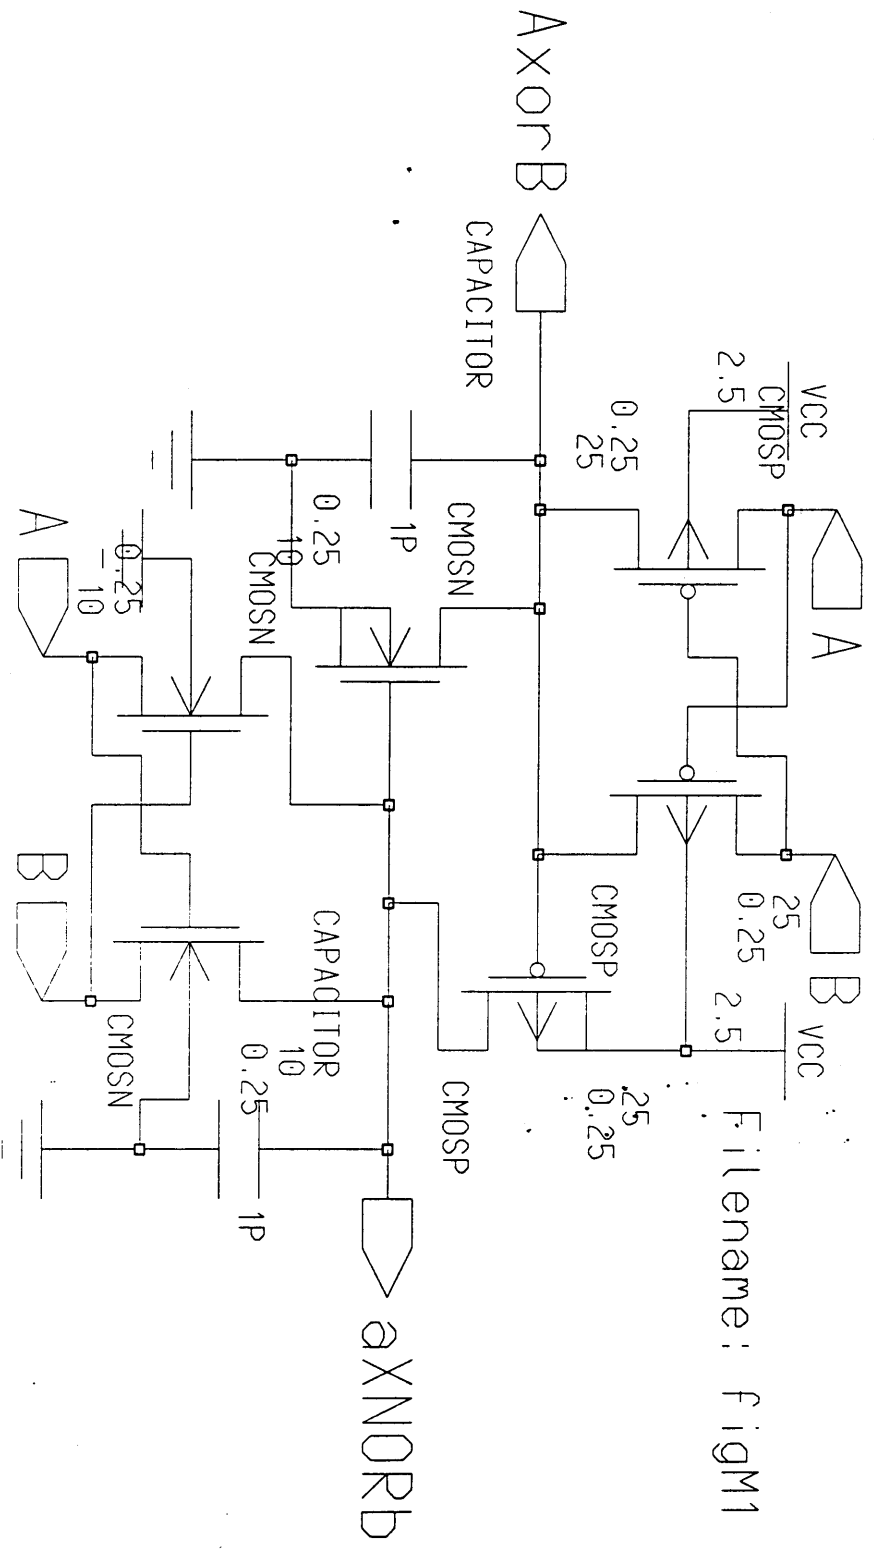 Filename: figM1
VCC
CMOSP
2.5
A
B
VCC
2.5
0.25
25
25
0.25
CMOSP
25
0.25
AxorB
CAPACITOR
1P
CMOSN
0.25
10
CMOSP
aXNORb
CMOSN
CAPACITOR
10
0.25
1P
0.25
10
A
B
CMOSN